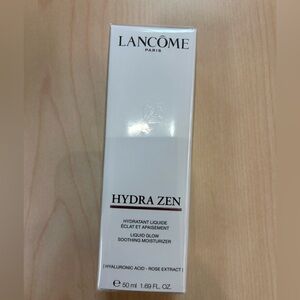 LANCÔME
PARIS
HYDRA ZEN
HYDRATANT LIQUIDE
ÉCLAT ET APAISEMENT
LIQUID GLOW
SOOTHING MOISTURIZER
[HYALURONIC ACID - ROSE EXTRACT]
℮ 50 ml 1.69 FL. OZ.